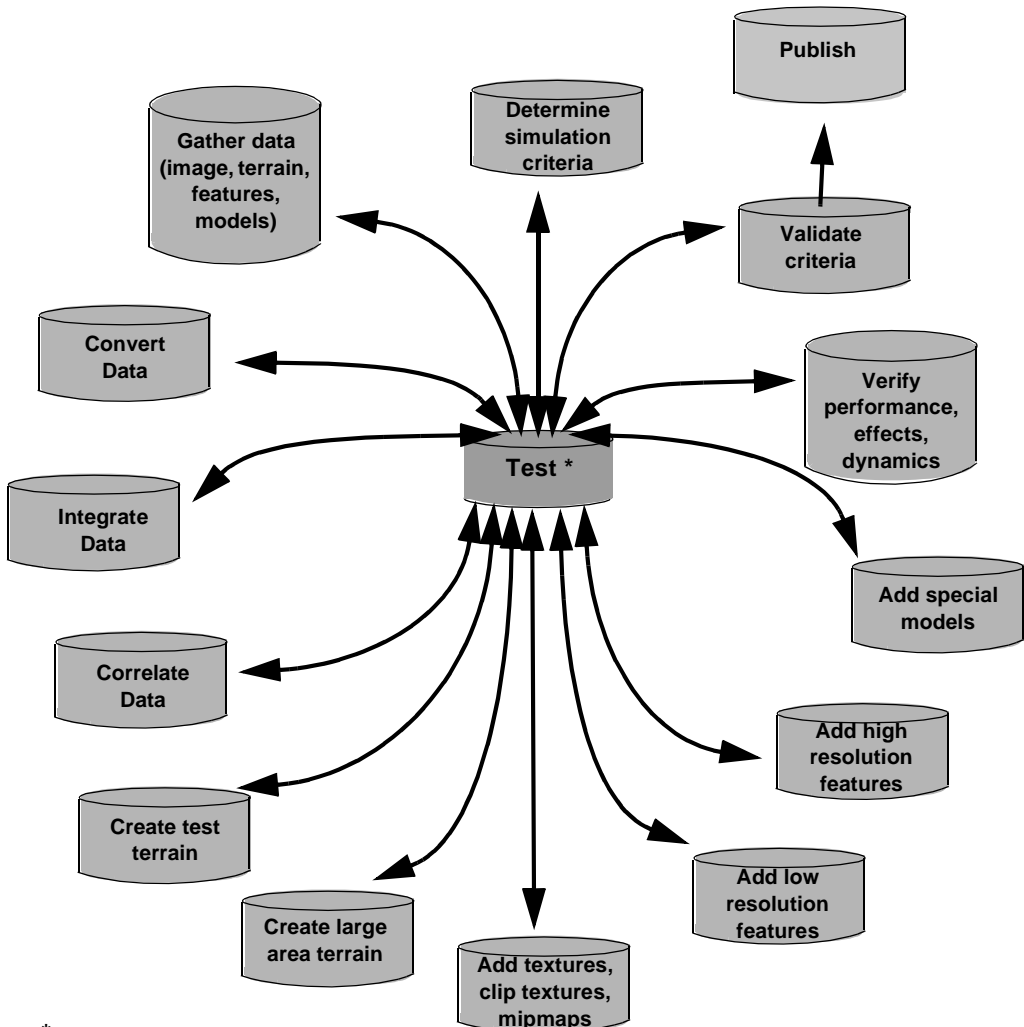 Publish
Determine
simulation
criteria
Gather data
(image, terrain,
features,
models)
Validate
criteria
Convert
Data
Verify
performance,
effects,
dynamics
Test *
Integrate
Data
Add special
models
Correlate
Data
Add high
resolution
features
Create test
terrain
Add low
resolution
features
Create large
area terrain
Add textures,
clip textures,
mipmaps
*